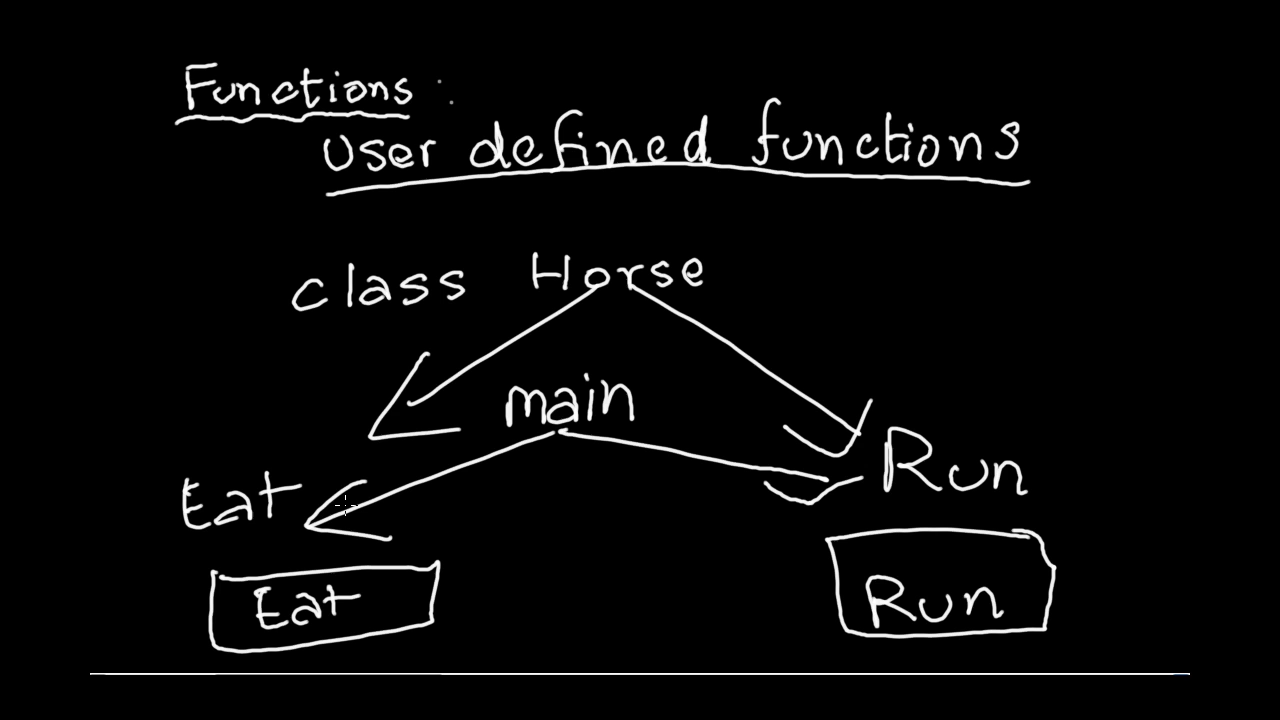 Functions :
User defined functions
class Horse
main
Eat Run
Eat Run